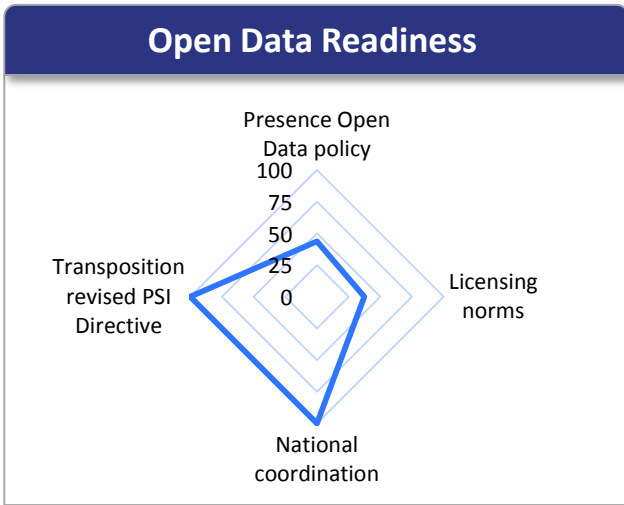 Open Data Readiness
Presence Open
Data policy
100
75
50
25
0
Transposition
revised PSI
Directive
Licensing
norms
National
coordination